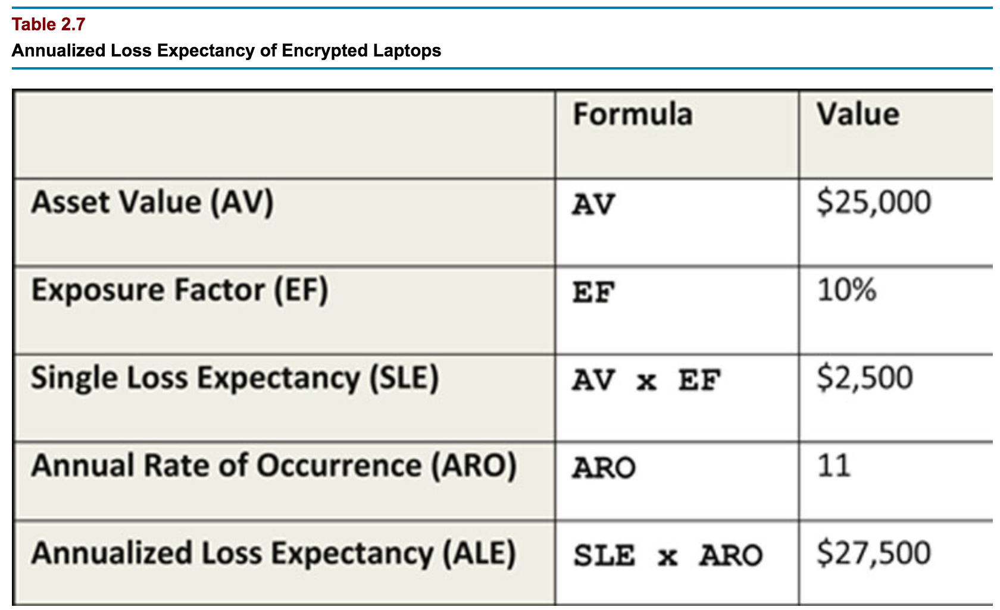 Table 2.7
Annualized Loss Expectancy of Encrypted Laptops
Formula Value
Asset Value (AV) AV $25,000
Exposure Factor (EF) EF 10%
Single Loss Expectancy (SLE) AV x EF $2,500
Annual Rate of Occurrence (ARO) ARO 11
Annualized Loss Expectancy (ALE) SLE x ARO $27,500